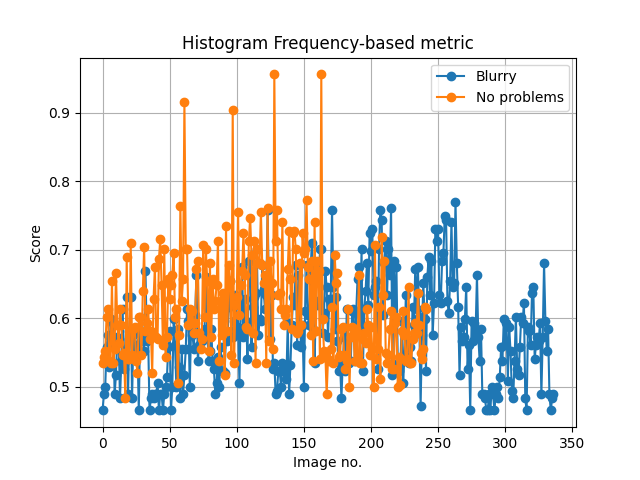 Histogram Frequency-based metric
Blurry
No problems
0.9
0.8
0.7
0.6
0.5
Score
0 50 100 150 200 250 300 350
Image no.